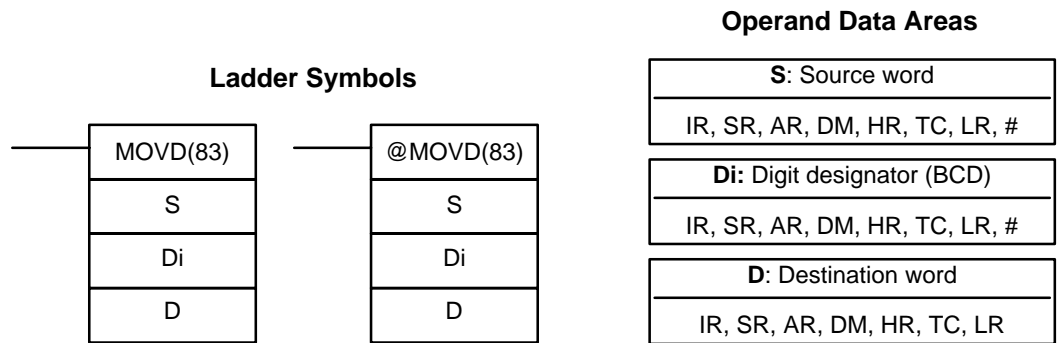 Ladder Symbols
MOVD(83)
S
Di
D
@MOVD(83)
S
Di
D
Operand Data Areas
S: Source word
IR, SR, AR, DM, HR, TC, LR, #
Di: Digit designator (BCD)
IR, SR, AR, DM, HR, TC, LR, #
D: Destination word
IR, SR, AR, DM, HR, TC, LR